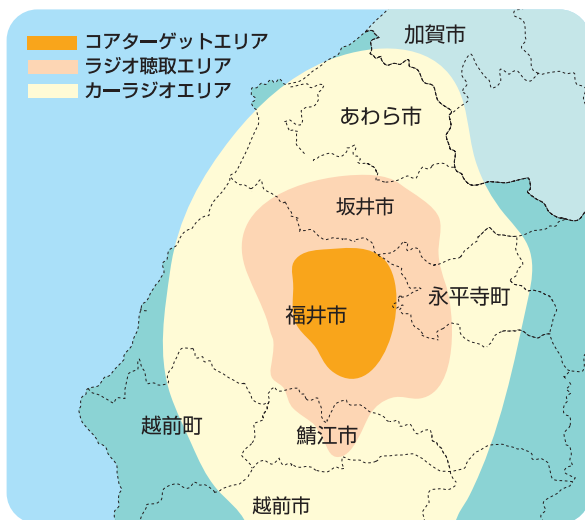 コアターゲットエリア
ラジオ聴取エリア
カーラジオエリア
加賀市
あわら市
坂井市
永平寺町
福井市
越前町
鯖江市
越前市